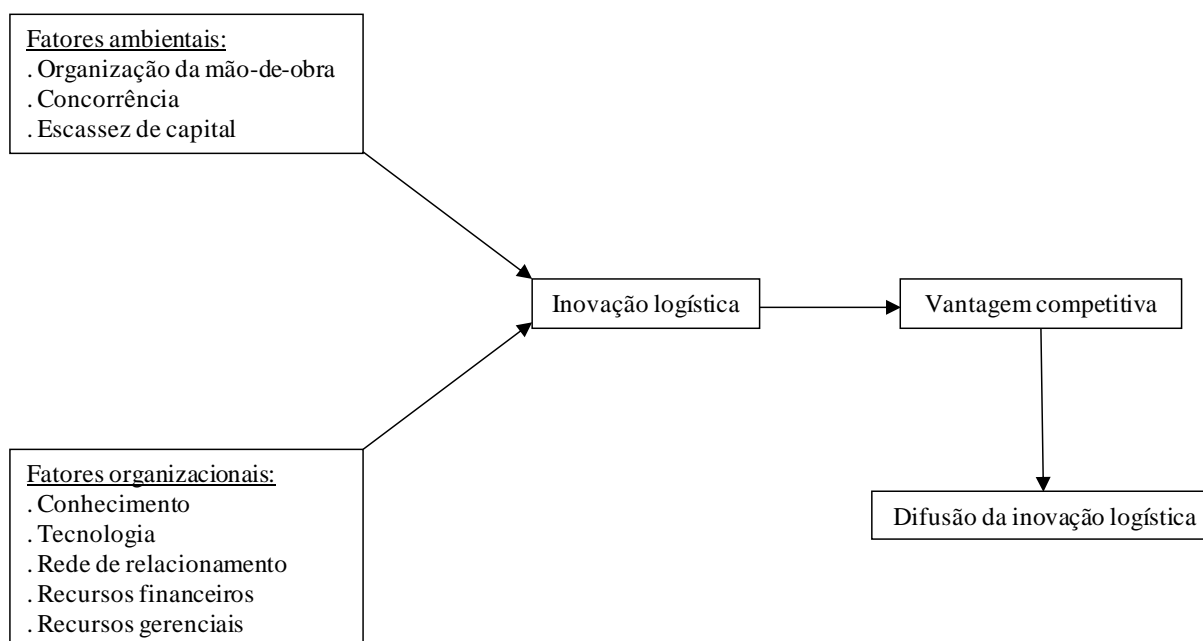 Fatores ambientais:
. Organização da mão-de-obra
. Concorrência
. Escassez de capital
Inovação logística
Vantagem competitiva
Fatores organizacionais:
. Conhecimento
. Tecnologia
. Rede de relacionamento
. Recursos financeiros
. Recursos gerenciais
Difusão da inovação logística